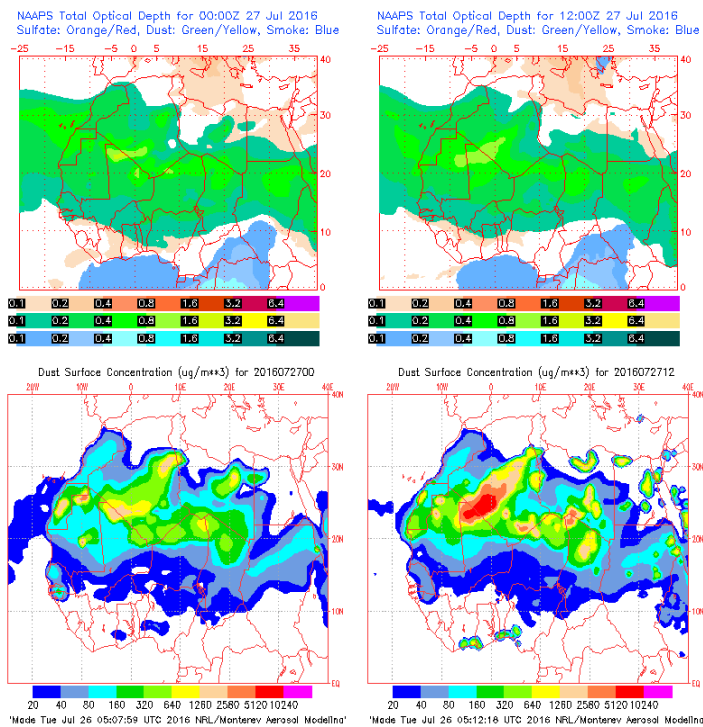 NAAPS Total Optical Depth for 00:00Z 27 Jul 2016
Sulfate: Orange/Red, Dust: Green/Yellow, Smoke: Blue
-25 -15 -5 0 5 15 25 40
40
30
20
10
0
0.1 0.2 0.4 0.8 1.6 3.2 6.4
0.1 0.2 0.4 0.8 1.6 3.2 6.4
0.1 0.2 0.4 0.8 1.6 3.2 6.4
NAAPS Total Optical Depth for 12:00Z 27 Jul 2016
Sulfate: Orange/Red, Dust: Green/Yellow, Smoke: Blue
-25 -15 -5 0 5 15 25 40
40
30
20
10
0
0.1 0.2 0.4 0.8 1.6 3.2 6.4
0.1 0.2 0.4 0.8 1.6 3.2 6.4
0.1 0.2 0.4 0.8 1.6 3.2 6.4
Dust Surface Concentration (ug/m**3) for 2016072700
20W 10W 0 10E 20E 30E 40E
40N
30N
20N
10N
EQ
20 40 80 160 320 640 1280 2560 5120 10240
'Made Tue Jul 26 05:07:59 UTC 2016 NRL/Monterey Aerosol Modeling'
Dust Surface Concentration (ug/m**3) for 2016072712
20W 10W 0 10E 20E 30E 40E
40N
30N
20N
10N
EQ
20 40 80 160 320 640 1280 2560 5120 10240
'Made Tue Jul 26 05:12:18 UTC 2016 NRL/Monterey Aerosol Modeling'